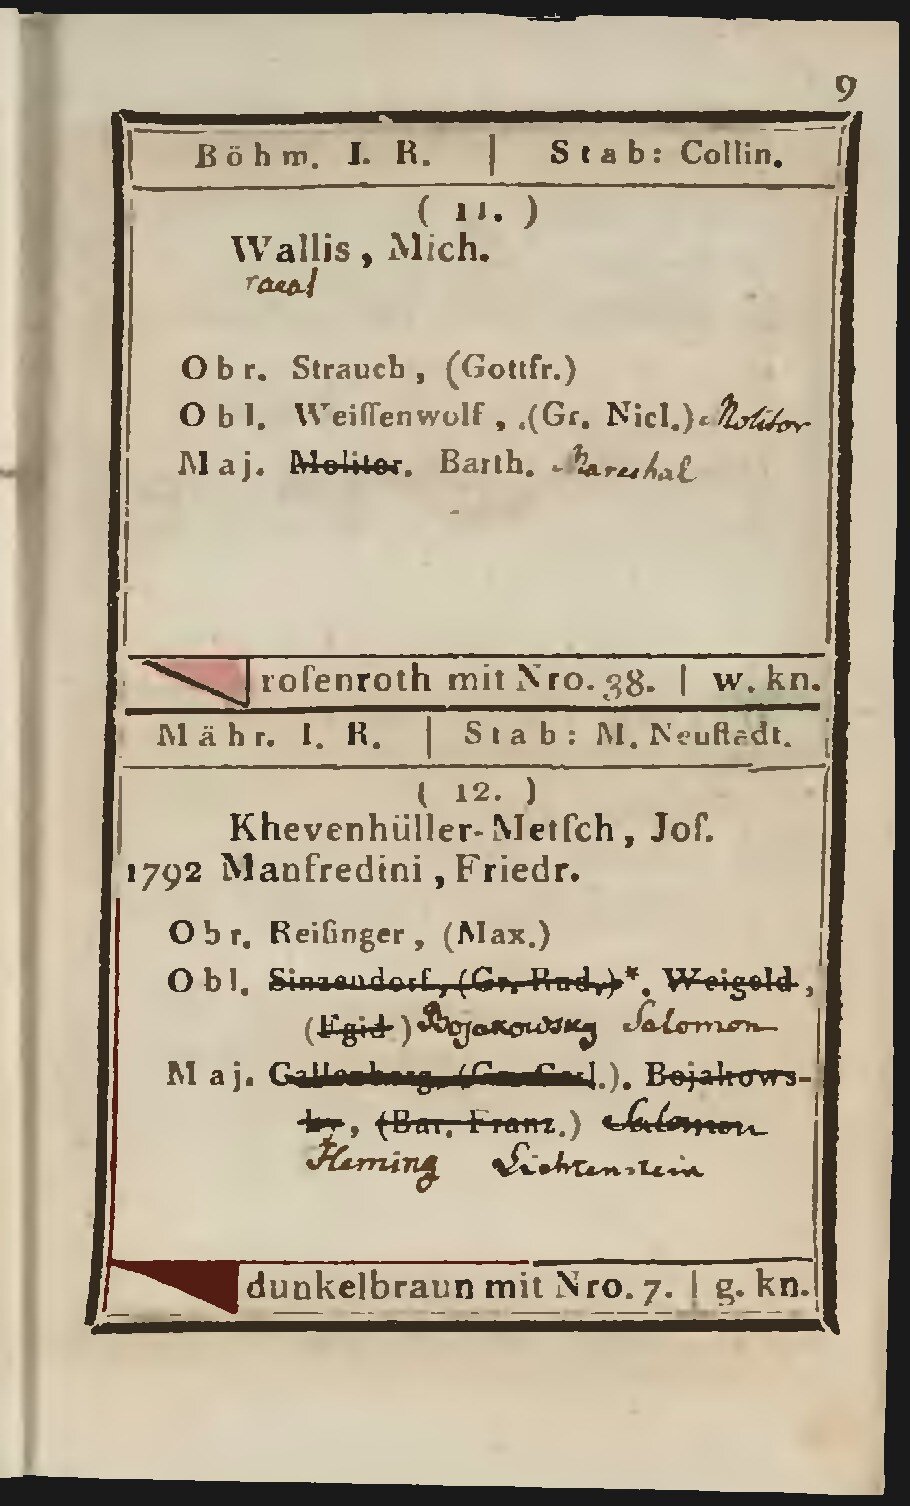 9
Böhm. I. R. | Stab: Collin.
( 11. )
Wallis, Mich.
rael
Obr. Strauch, (Gottfr.)
Obl. Weiſſenwolf, (Gr. Nicl.) Molitor
Maj. Molitor. Barth. Mareshal
roſenroth mit Nro. 38. | w. kn.
Mähr. I. R. | Stab: M. Neuſtadt.
( 12. )
Khevenhüller-Metſch, Joſ.
1792 Manfredini, Friedr.
Obr. Reiſinger, (Max.)
Obl. Sinzendorf, (Gr. Rud.)*. Weigeld,
(Egid.) Bojakowsky Salomon
Maj. Gallenberg, (Gr. Carl.). Bojakows-
ky, (Bar. Franz.) Salomon
Fleming Lichtenstein
dunkelbraun mit Nro. 7. | g. kn.